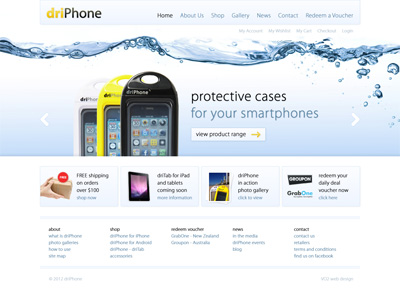 driPhone
Home About Us Shop Gallery News Contact Redeem a Voucher
My Account My Wishlist My Cart Checkout Login
driPhone driPhone driPhone
protective cases
for your smartphones
view product range
FREE
FREE shipping
on orders
over $100
shop now
driTab for iPad
and tablets
coming soon
more information
driPhone
in action
photo gallery
click to view
GROUPON
GrabOne
redeem your
daily deal
voucher now
click here
about
what is driPhone
photo galleries
how to use
site map
shop
driPhone for iPhone
driPhone for Android
driPhone - driTab
accessories
redeem voucher
GrabOne - New Zealand
Groupon - Australia
news
in the media
driPhone events
blog
contact
contact us
retailers
terms and conditions
find us on Facebook
© 2012 driPhone
web design